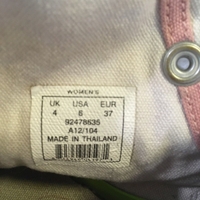 WOMEN'S
UK USA EUR
4 6 37
92478635
A12/104
MADE IN THAILAND